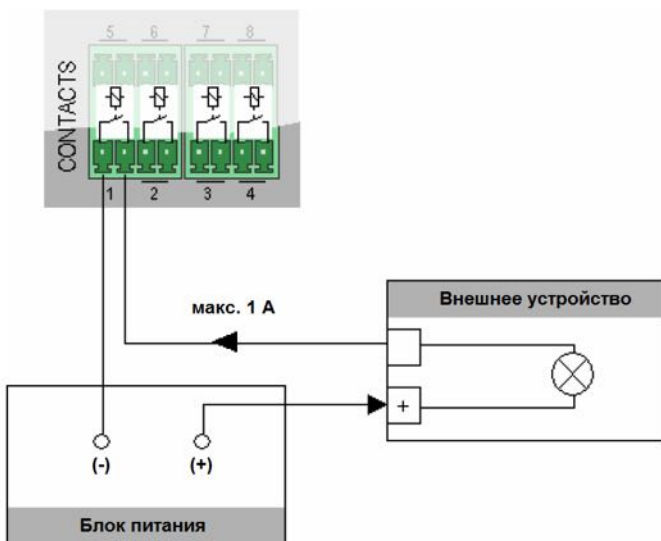 5 6 7 8
CONTACTS
1 2 3 4
макс. 1 А
Внешнее устройство
+
(-) (+)
Блок питания